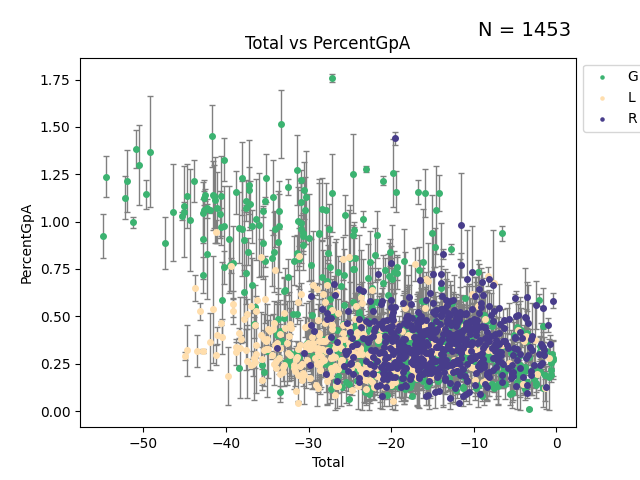 N = 1453
Total vs PercentGpA
G
L
R
PercentGpA
1.75
1.50
1.25
1.00
0.75
0.50
0.25
0.00
−50 −40 −30 −20 −10 0
Total